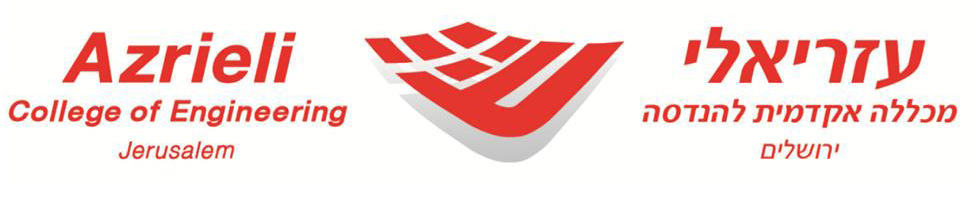 Azrieli
College of Engineering
Jerusalem
עזריאלי
מכללה אקדמית להנדסה
ירושלים